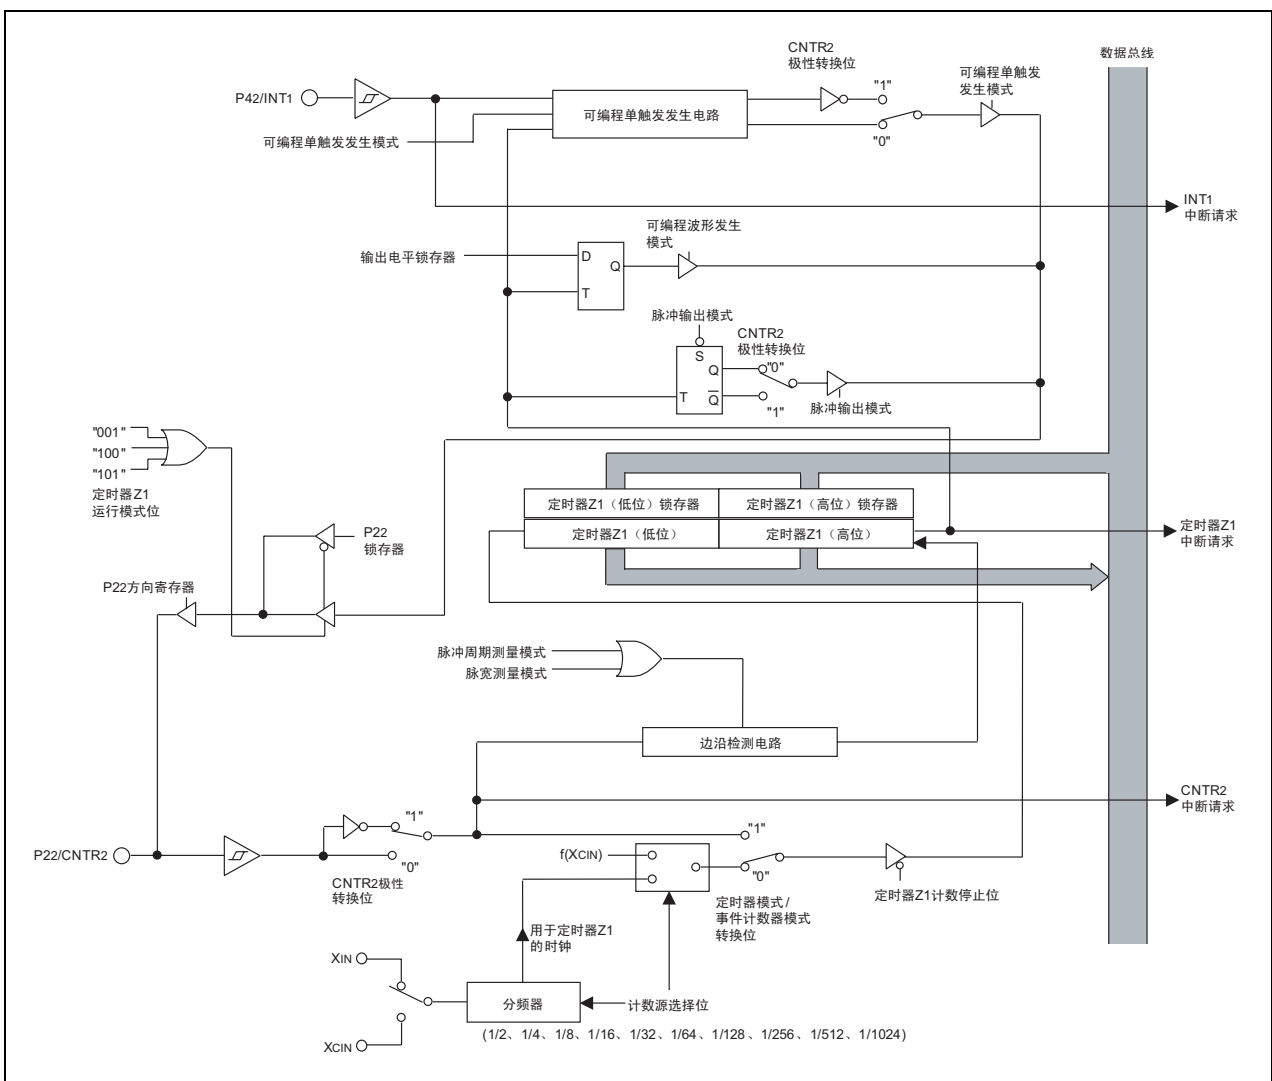 CNTR2
极性转换位
数据总线
P42/INT1
"1"
可编程单触发
发生模式
可编程单触发发生电路
可编程单触发发生模式
"0"
INT1
中断请求
可编程波形发生
模式
输出电平锁存器
D
Q
T
脉冲输出模式
CNTR2
极性转换位
S
Q
"0"
T
Q
"1"
脉冲输出模式
"001"
"100"
"101"
定时器Z1
运行模式位
定时器Z1（低位）锁存器
定时器Z1（高位）锁存器
P22
锁存器
定时器Z1（低位）
定时器Z1（高位）
定时器Z1
中断请求
P22方向寄存器
脉冲周期测量模式
脉宽测量模式
边沿检测电路
CNTR2
中断请求
"1"
"1"
P22/CNTR2
"0"
CNTR2极性
转换位
f(XCIN)
"0"
定时器Z1计数停止位
定时器模式/
事件计数器模式
转换位
用于定时器Z1
的时钟
XIN
分频器
计数源选择位
(1/2、1/4、1/8、1/16、1/32、1/64、1/128、1/256、1/512、1/1024)
XCIN